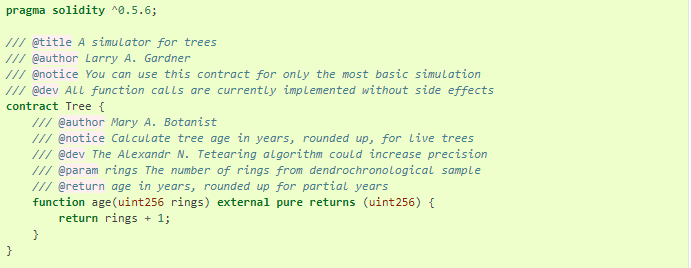 pragma solidity ^0.5.6;
/// @title A simulator for trees
/// @author Larry A. Gardner
/// @notice You can use this contract for only the most basic simulation
/// @dev All function calls are currently implemented without side effects
contract Tree {
/// @author Mary A. Botanist
/// @notice Calculate tree age in years, rounded up, for live trees
/// @dev The Alexandr N. Tetearing algorithm could increase precision
/// @param rings The number of rings from dendrochronological sample
/// @return age in years, rounded up for partial years
function age(uint256 rings) external pure returns (uint256) {
return rings + 1;
}
}